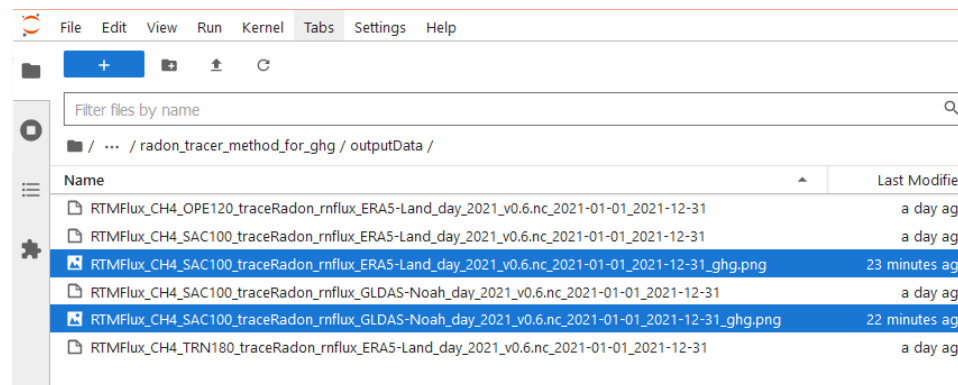 File Edit View Run Kernel Tabs Settings Help
Filter files by name
/ ... / radon_tracer_method_for_ghg / outputData /
Name Last Modifie
RTMFlux_CH4_OPE120_traceRadon_rnflux_ERA5-Land_day_2021_v0.6.nc_2021-01-01_2021-12-31 a day ag
RTMFlux_CH4_SAC100_traceRadon_rnflux_ERA5-Land_day_2021_v0.6.nc_2021-01-01_2021-12-31 a day ag
RTMFlux_CH4_SAC100_traceRadon_rnflux_ERA5-Land_day_2021_v0.6.nc_2021-01-01_2021-12-31_ghg.png 23 minutes ag
RTMFlux_CH4_SAC100_traceRadon_rnflux_GLDAS-Noah_day_2021_v0.6.nc_2021-01-01_2021-12-31 a day ag
RTMFlux_CH4_SAC100_traceRadon_rnflux_GLDAS-Noah_day_2021_v0.6.nc_2021-01-01_2021-12-31_ghg.png 22 minutes ag
RTMFlux_CH4_TRN180_traceRadon_rnflux_ERA5-Land_day_2021_v0.6.nc_2021-01-01_2021-12-31 a day ag